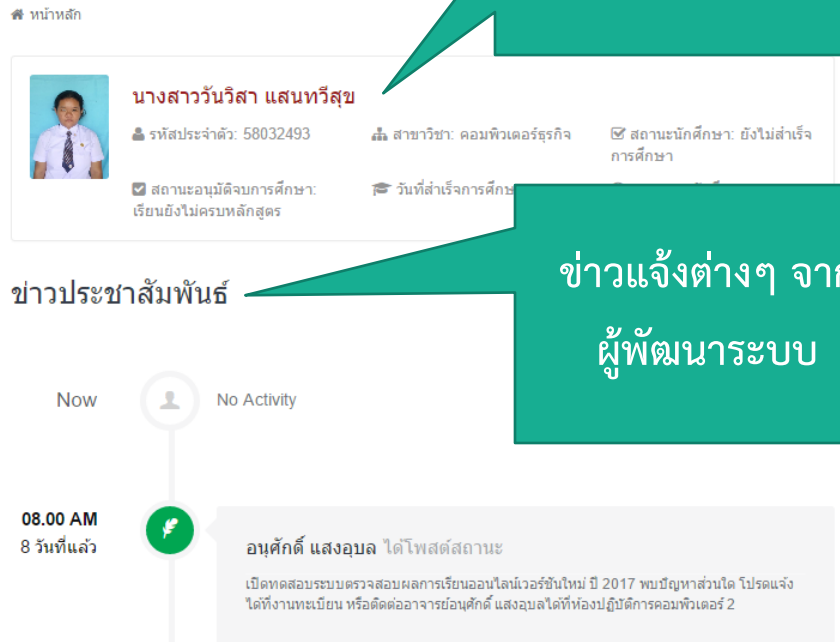 หน้าหลัก
นางสาววันวิสา แสนทวีสุข
รหัสประจำตัว: 58032493
สาขาวิชา: คอมพิวเตอร์ธุรกิจ
สถานะนักศึกษา: ยังไม่สำเร็จ
การศึกษา
สถานะอนุมัติจบการศึกษา:
เรียนยังไม่ครบหลักสูตร
วันที่สำเร็จการศึกษ
ข่าวแจ้งต่างๆ จาก
ผู้พัฒนาระบบ
ข่าวประชาสัมพันธ์
Now
No Activity
08.00 AM
8 วันที่แล้ว
อนุศักดิ์ แสงอุบล ได้โพสต์สถานะ
เปิดทดสอบระบบตรวจสอบผลการเรียนออนไลน์เวอร์ชันใหม่ ปี 2017 พบปัญหาส่วนใด โปรดแจ้ง
ได้ที่งานทะเบียน หรือติดต่ออาจารย์อนุศักดิ์ แสงอุบลได้ที่ห้องปฏิบัติการคอมพิวเตอร์ 2